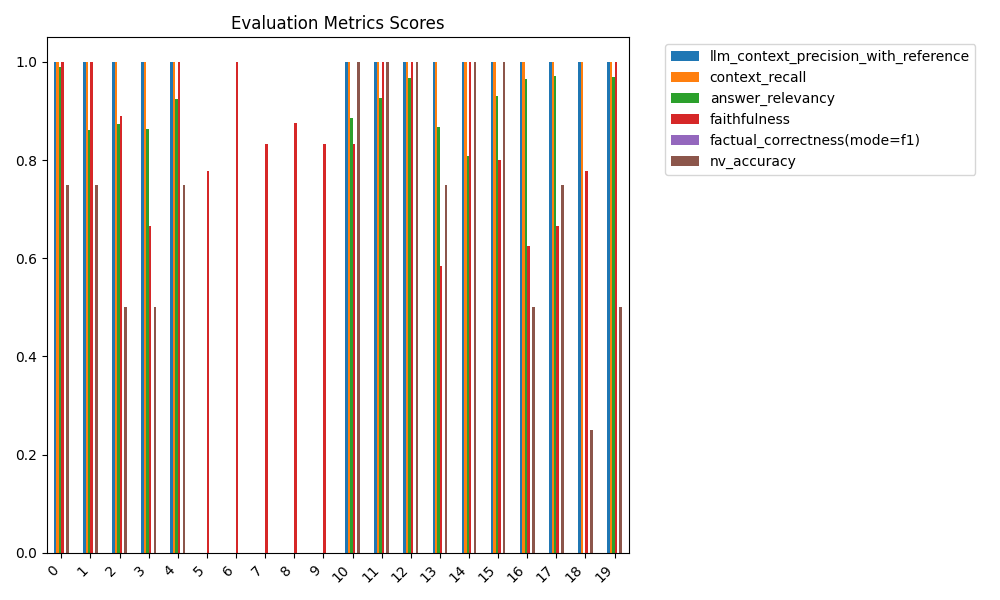 Evaluation Metrics Scores
llm_context_precision_with_reference
context_recall
answer_relevancy
faithfulness
factual_correctness(mode=f1)
nv_accuracy
1.0
0.8
0.6
0.4
0.2
0.0
0 1 2 3 4 5 6 7 8 9 10 11 12 13 14 15 16 17 18 19